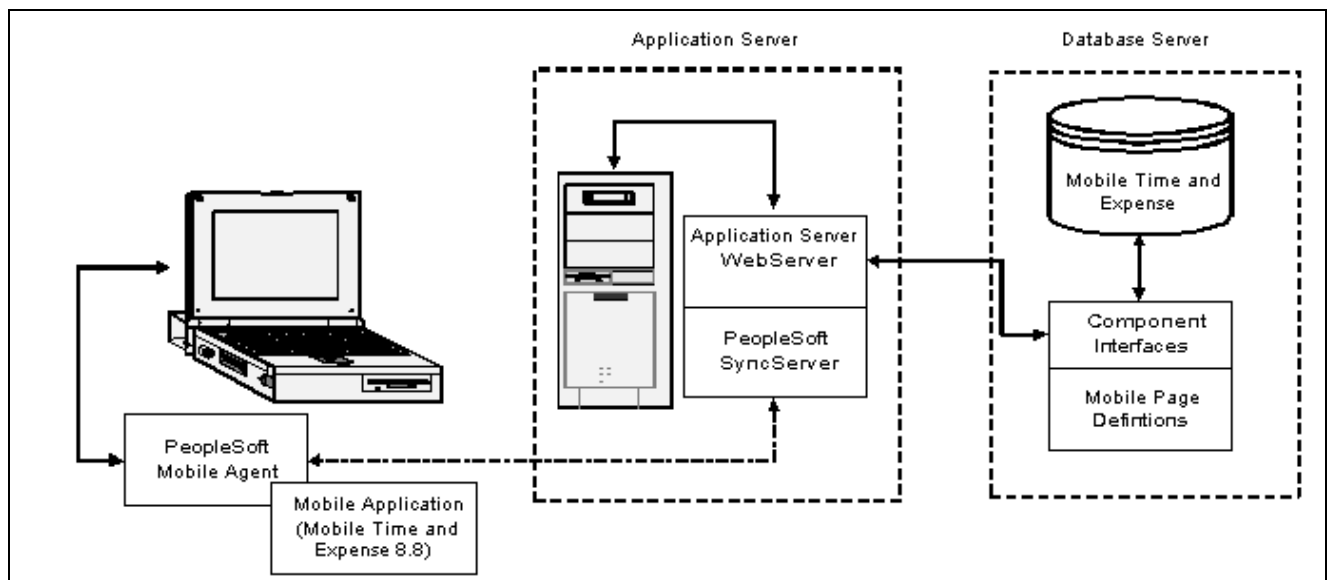 Application Server
Database Server
Mobile Time and
Expense
Application Server
WebServer
PeopleSoft
SyncServer
Component
Interfaces
Mobile Page
Defintions
PeopleSoft
Mobile Agent
Mobile Application
(Mobile Time and
Expense 8.8)